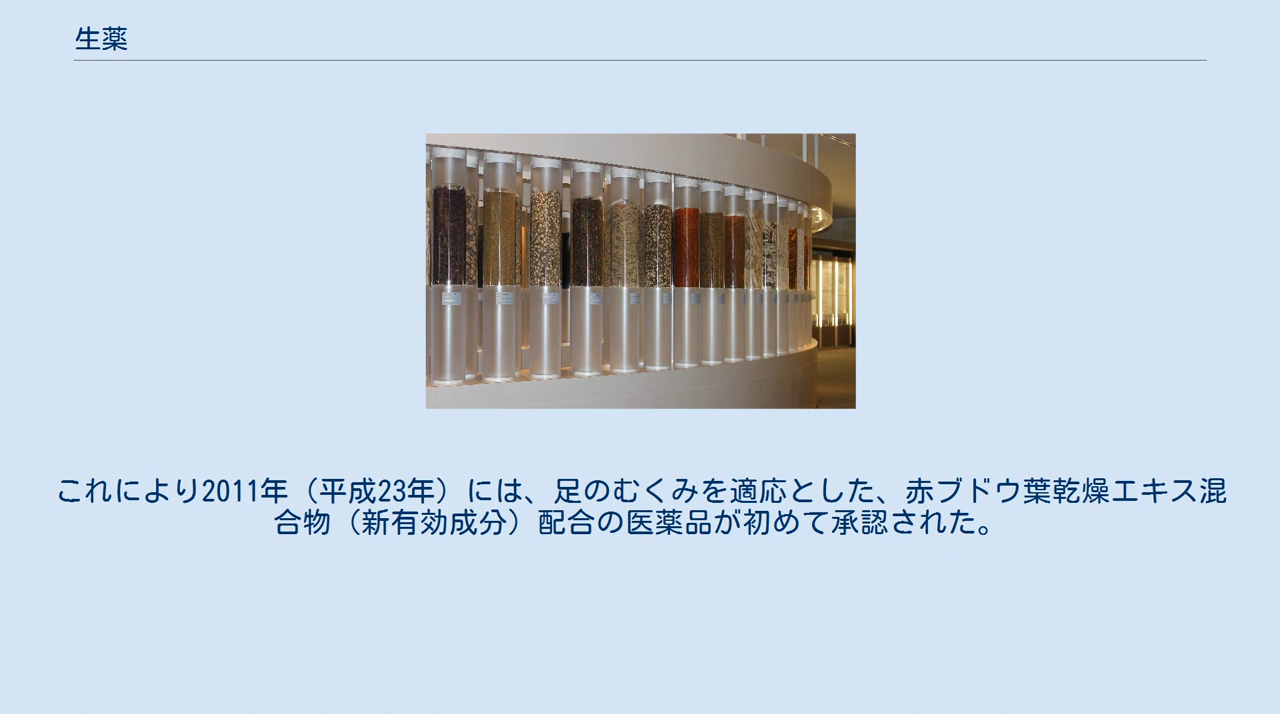 生薬
これにより2011年（平成23年）には、足のむくみを適応とした、赤ブドウ葉乾燥エキス混
合物（新有効成分）配合の医薬品が初めて承認された。